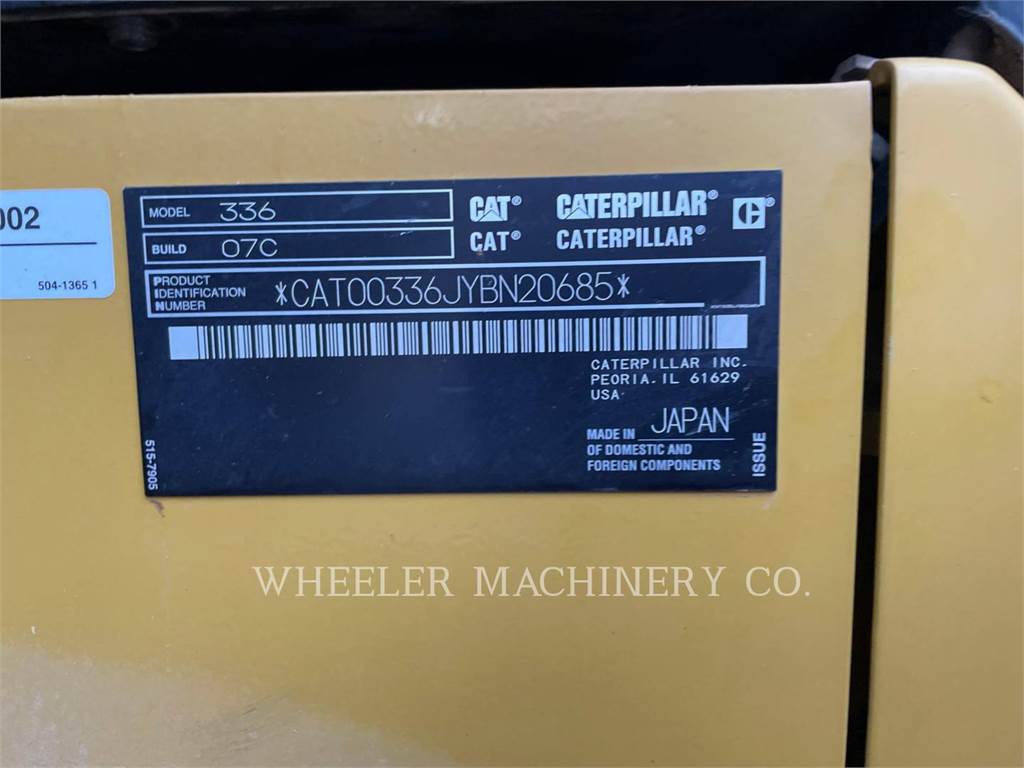 002
504-1365 1
MODEL 336
BUILD 07C
CAT® CATERPILLAR® C
CAT® CATERPILLAR®
PRODUCT IDENTIFICATION NUMBER *CAT00336JYBN20685*
CATERPILLAR INC.
PEORIA, IL 61629
USA
MADE IN JAPAN
OF DOMESTIC AND
FOREIGN COMPONENTS
515-7905
ISSUE
WHEELER MACHINERY CO.